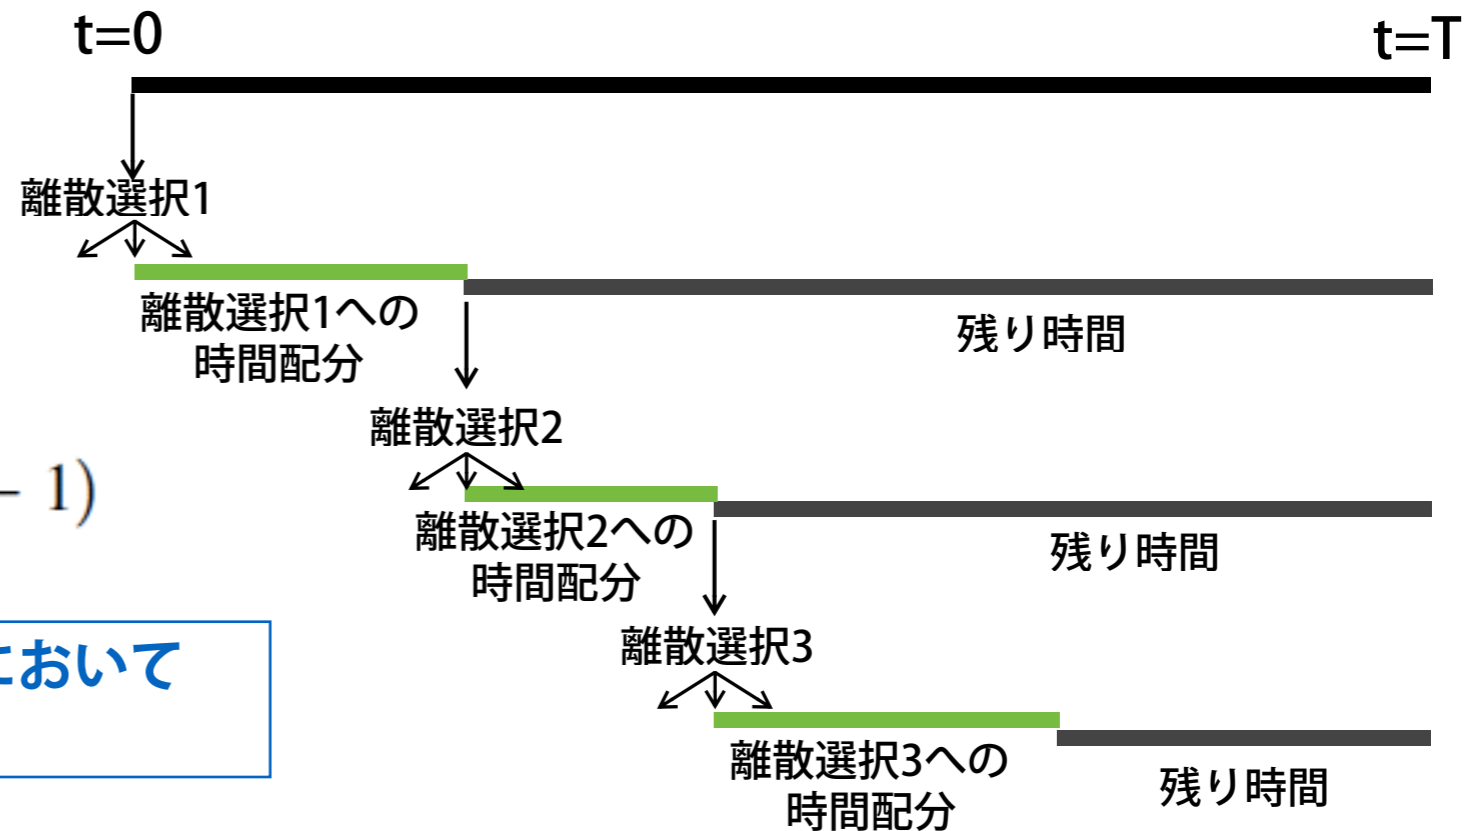 t=0
t=T
離散選択1
離散選択1への
時間配分
残り時間
離散選択2
− 1)
離散選択2への
時間配分
残り時間
離散選択3
において
離散選択3への
時間配分
残り時間